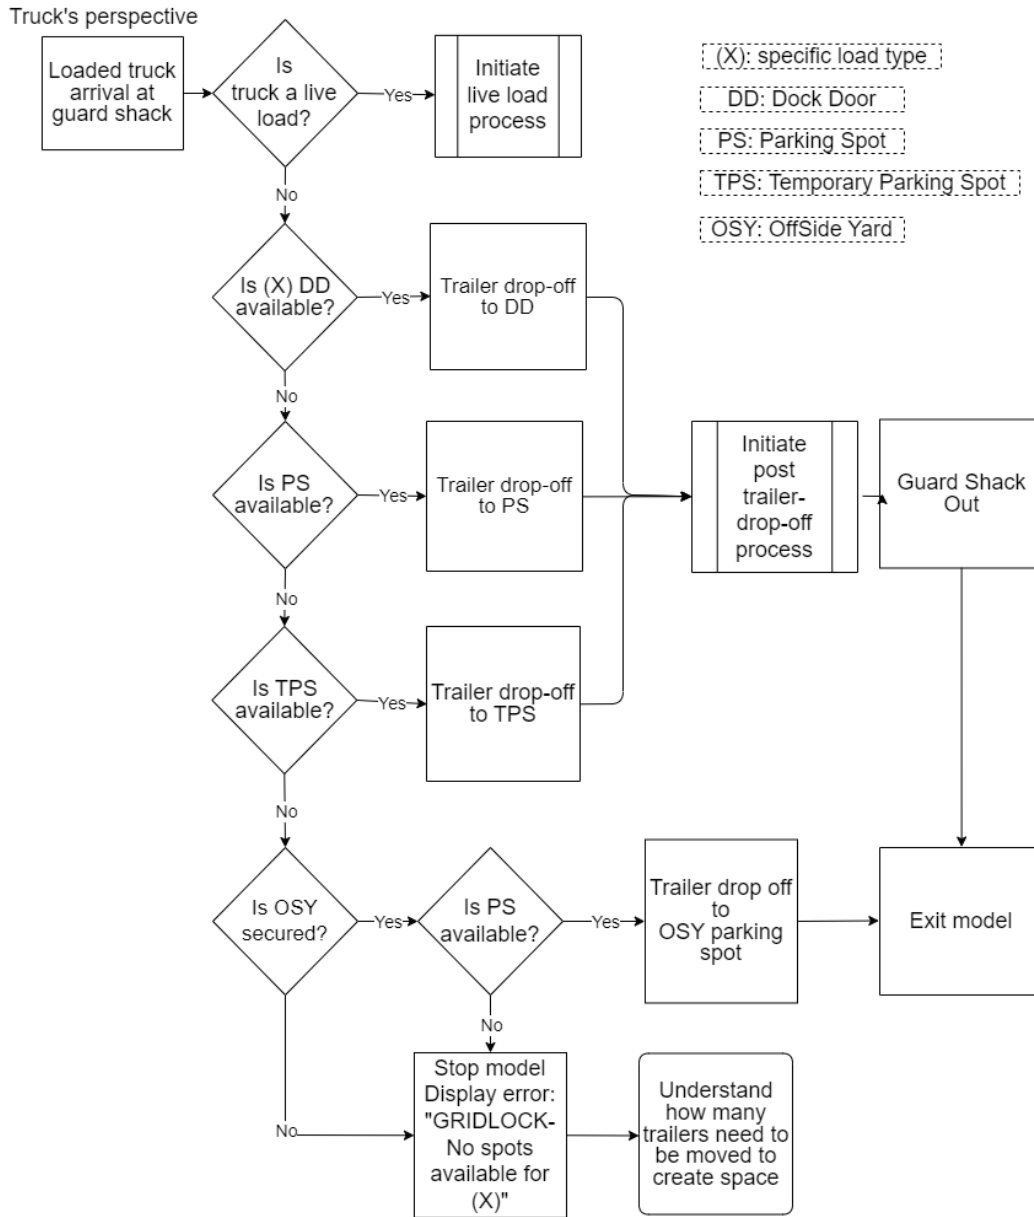 Truck's perspective
Loaded truck
arrival at
guard shack
Is
truck a live
load?
Yes
Initiate
live load
process
(X): specific load type
DD: Dock Door
PS: Parking Spot
TPS: Temporary Parking Spot
OSY: OffSide Yard
No
Is (X) DD
available?
Yes
Trailer drop-off
to DD
No
Is PS
available?
Yes
Trailer drop-off
to PS
Initiate
post
trailer-
drop-off
process
Guard Shack
Out
No
Is TPS
available?
Yes
Trailer drop-off
to TPS
No
Is OSY
secured?
Yes
Is PS
available?
Yes
Trailer drop off
to
OSY parking
spot
Exit model
No
No
Stop model
Display error:
"GRIDLOCK-
No spots
available for
(X)"
Understand
how many
trailers need to
be moved to
create space